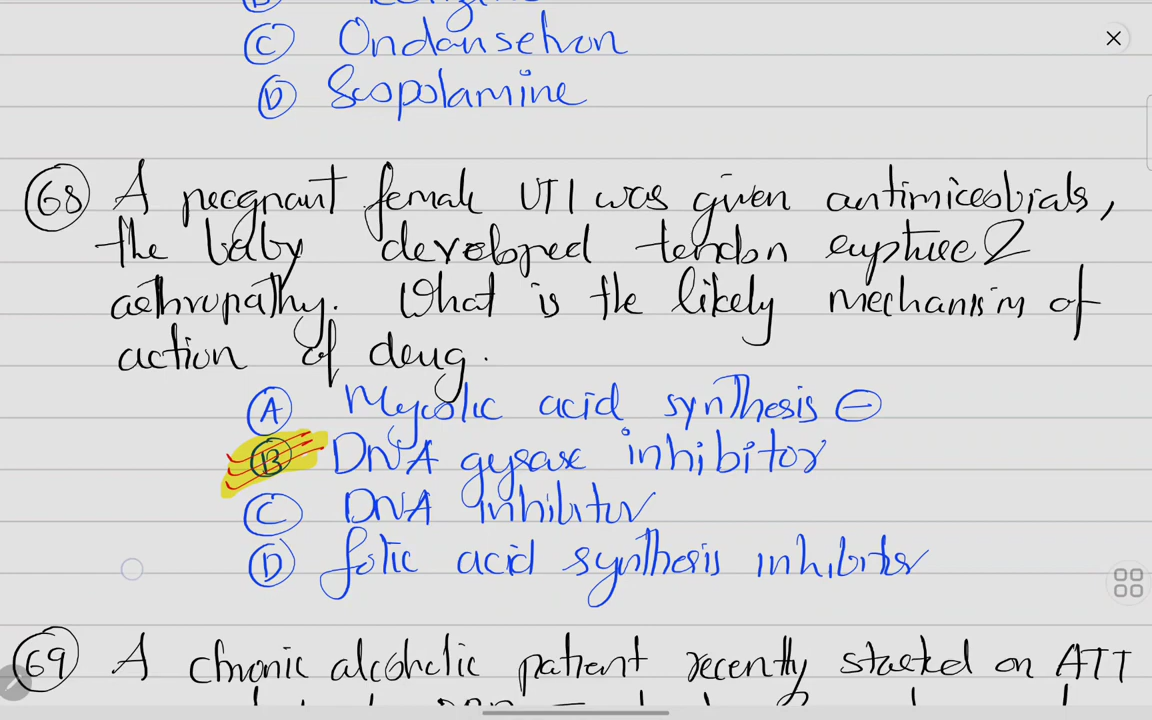 C Ondansetron
D Scopolamine
68 A pregnant female UTI was given antimicrobials,
the baby developed tendon rupture &
arthropathy. What is the likely mechanism of
action of drug.
A Mycolic acid synthesis ⊖
B DNA gyrase inhibitor
C DNA inhibitor
D folic acid synthesis inhibitor
69 A chronic alcoholic patient recently started on ATT